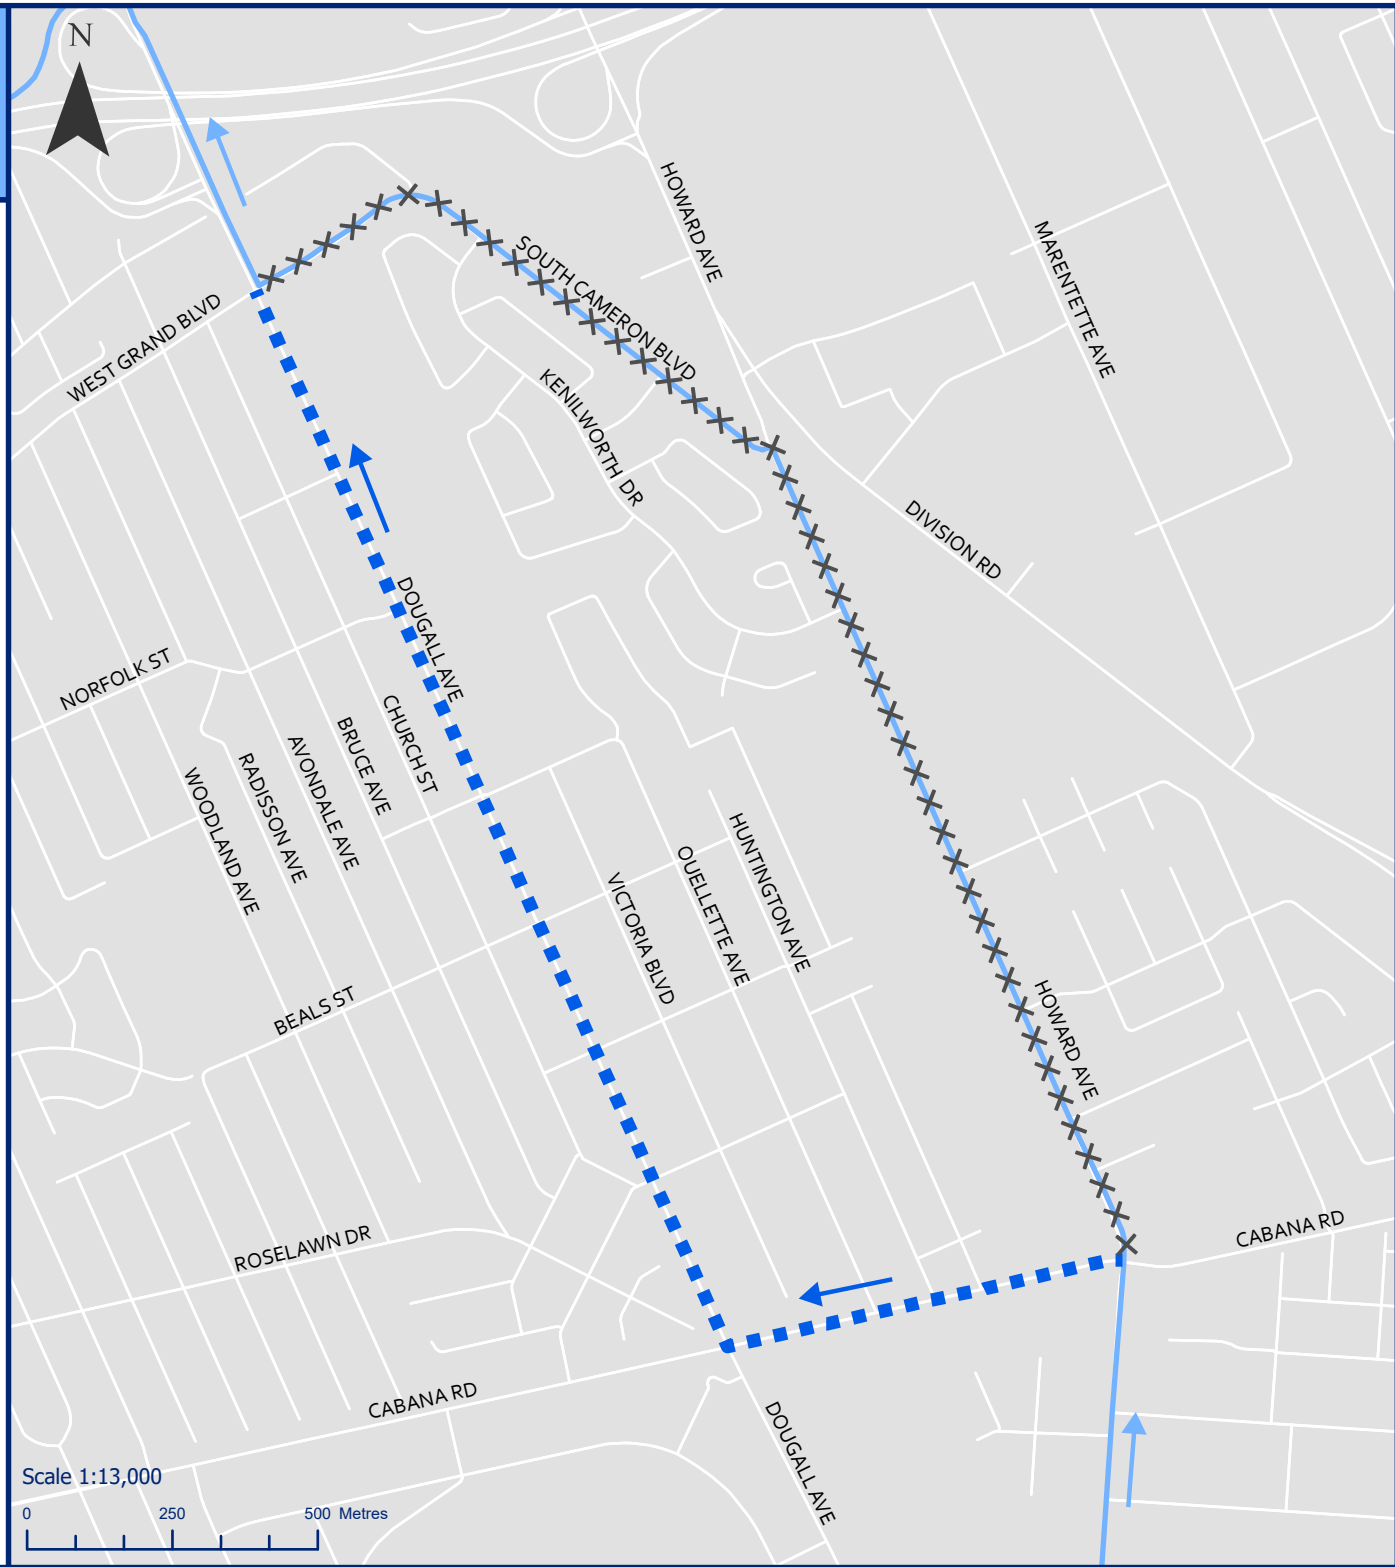 N
HOWARD AVE
MARENTETTE AVE
SOUTH CAMERON BLVD
WEST GRAND BLVD
KENILWORTH DR
DIVISION RD
DOUGALL AVE
NORFOLK ST
CHURCH ST
BRUCE AVE
AVONDALE AVE
RADISSON AVE
WOODLAND AVE
HUNTINGTON AVE
OUELLETTE AVE
VICTORIA BLVD
BEALS ST
HOWARD AVE
ROSELAWN DR
CABANA RD
CABANA RD
DOUGALL AVE
Scale 1:13,000
0 250 500 Metres